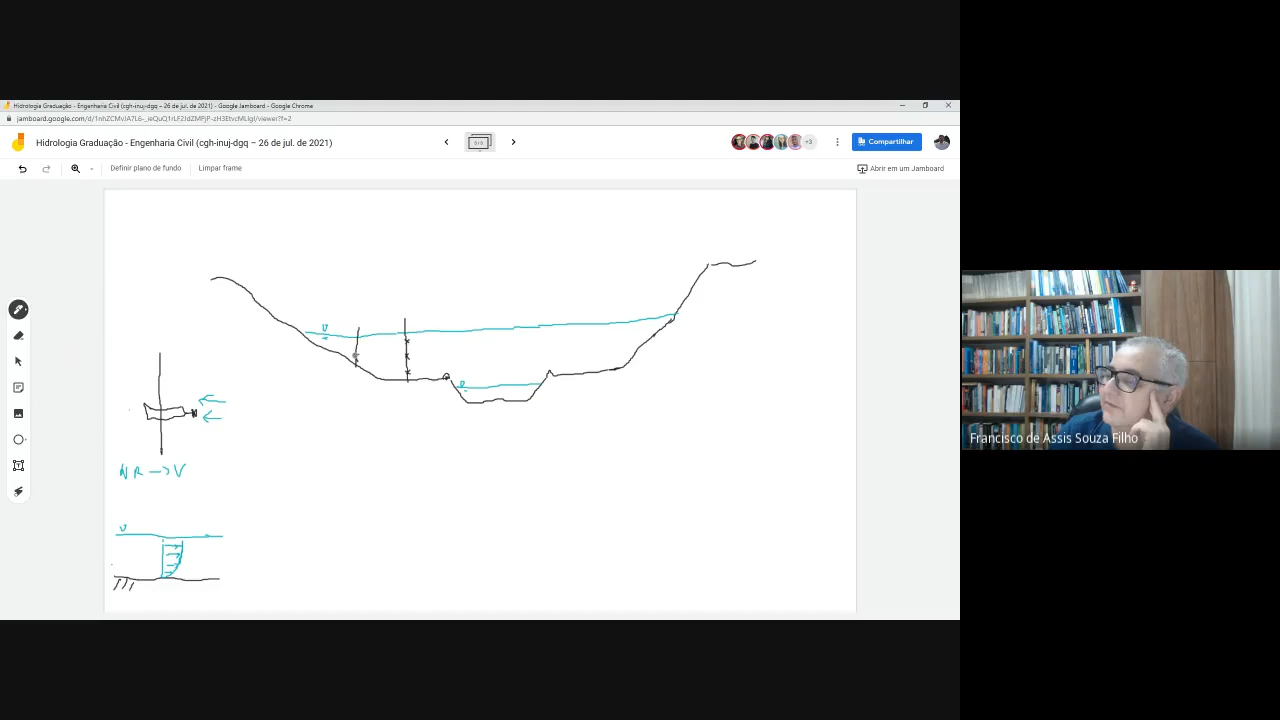 Hidrologia Graduação - Engenharia Civil (cgh-inuj-dgq – 26 de jul. de 2021) - Google Jamboard - Google Chrome
Hidrologia Graduação - Engenharia Civil (cgh-inuj-dgq – 26 de jul. de 2021)
+3
Compartilhar
Definir plano de fundo
Limpar frame
Abrir em um Jamboard
NR → V
Francisco de Assis Souza Filho